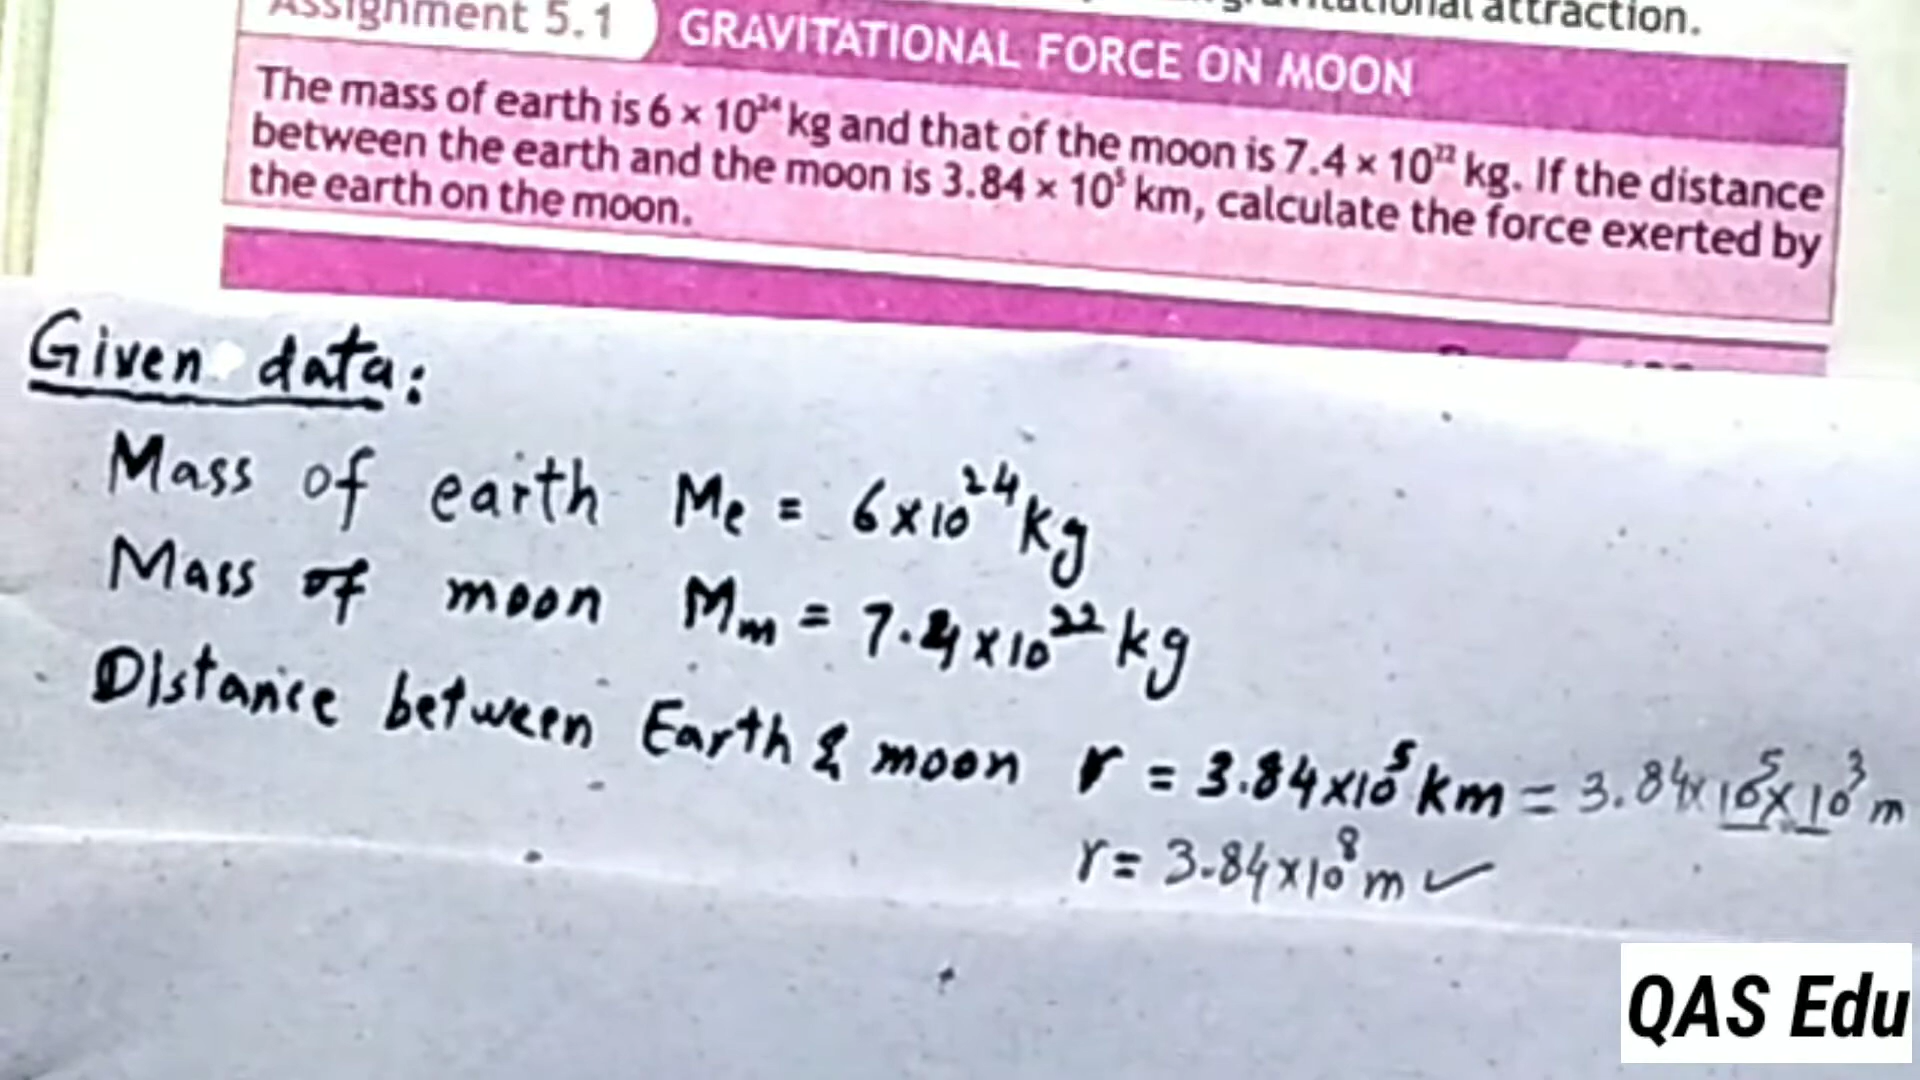 gravitational attraction.
Assignment 5.1 GRAVITATIONAL FORCE ON MOON
The mass of earth is 6 × 10²⁴ kg and that of the moon is 7.4 × 10²² kg. If the distance
between the earth and the moon is 3.84 × 10⁵ km, calculate the force exerted by
the earth on the moon.
Given data:
Mass of earth Me = 6×10²⁴ kg
Mass of moon Mm = 7.4×10²² kg
Distance between Earth & moon r = 3.84×10⁵ km = 3.84×10⁵×10³ m
r = 3.84×10⁸ m ✓
QAS Edu